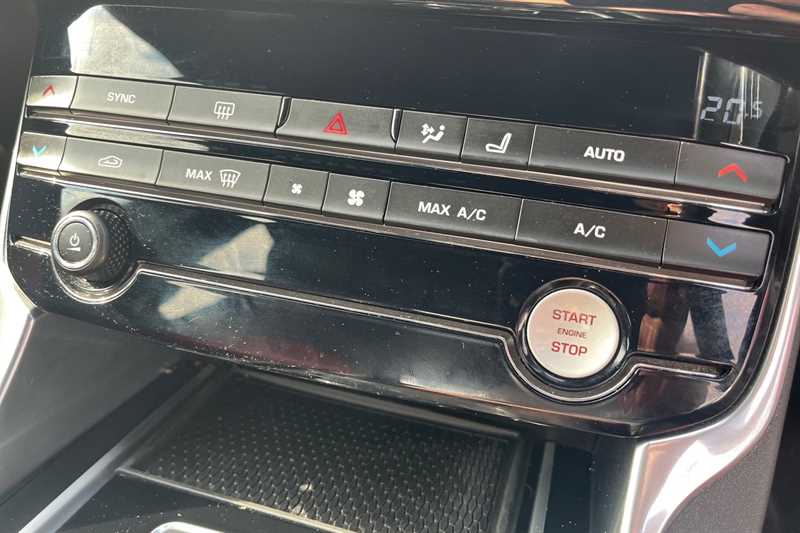 20.5
SYNC
AUTO
MAX
MAX A/C
A/C
START
ENGINE
STOP